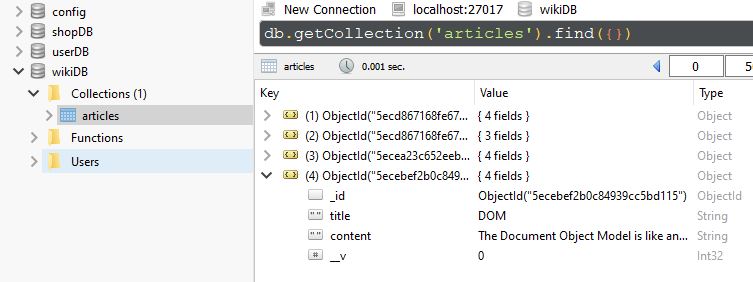 config
shopDB
userDB
wikiDB
Collections (1)
articles
Functions
Users
New Connection localhost:27017 wikiDB
db.getCollection('articles').find({})
articles 0.001 sec. 0 5
Key Value Type
(1) ObjectId("5ecd867168fe67... { 4 fields } Object
(2) ObjectId("5ecd867168fe67... { 3 fields } Object
(3) ObjectId("5ecea23c652eeb... { 4 fields } Object
(4) ObjectId("5ecebef2b0c849... { 4 fields } Object
_id ObjectId("5ecebef2b0c84939cc5bd115") ObjectId
title DOM String
content The Document Object Model is like an... String
__v 0 Int32